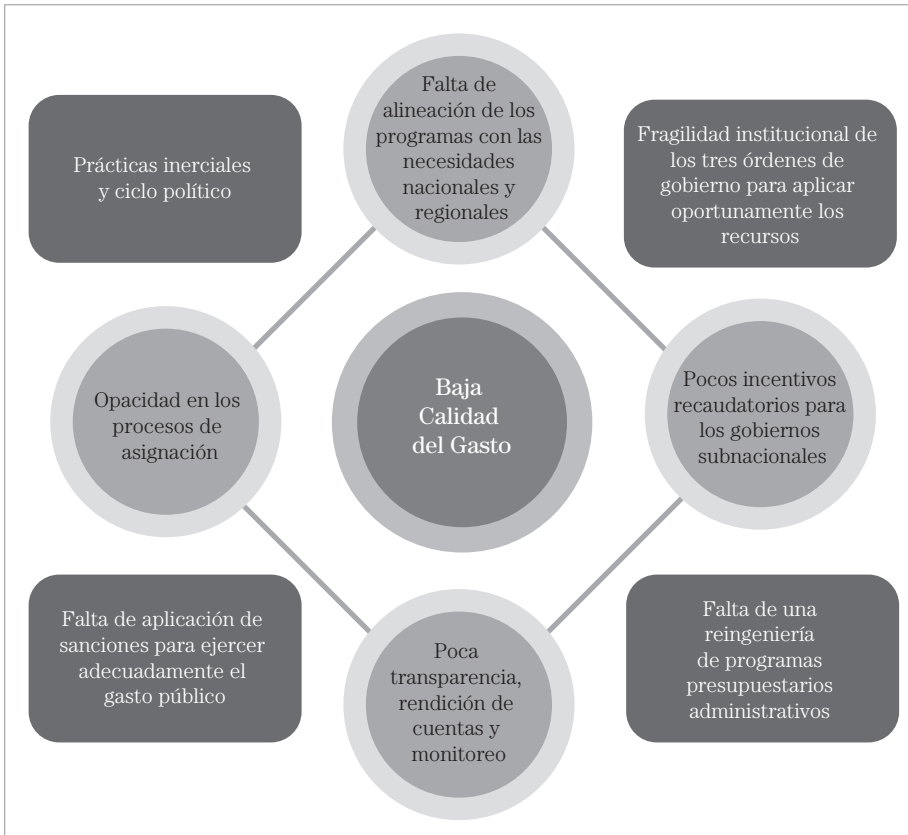 Falta de
alineación de los
programas con las
necesidades
nacionales y
regionales
Prácticas inerciales
y ciclo político
Fragilidad institucional de
los tres órdenes de
gobierno para aplicar
oportunamente los
recursos
Opacidad en los
procesos de
asignación
Baja
Calidad
del Gasto
Pocos incentivos
recaudatorios para
los gobiernos
subnacionales
Falta de aplicación de
sanciones para ejercer
adecuadamente el
gasto público
Poca
transparencia,
rendición de
cuentas y
monitoreo
Falta de una
reingeniería
de programas
presupuestarios
administrativos